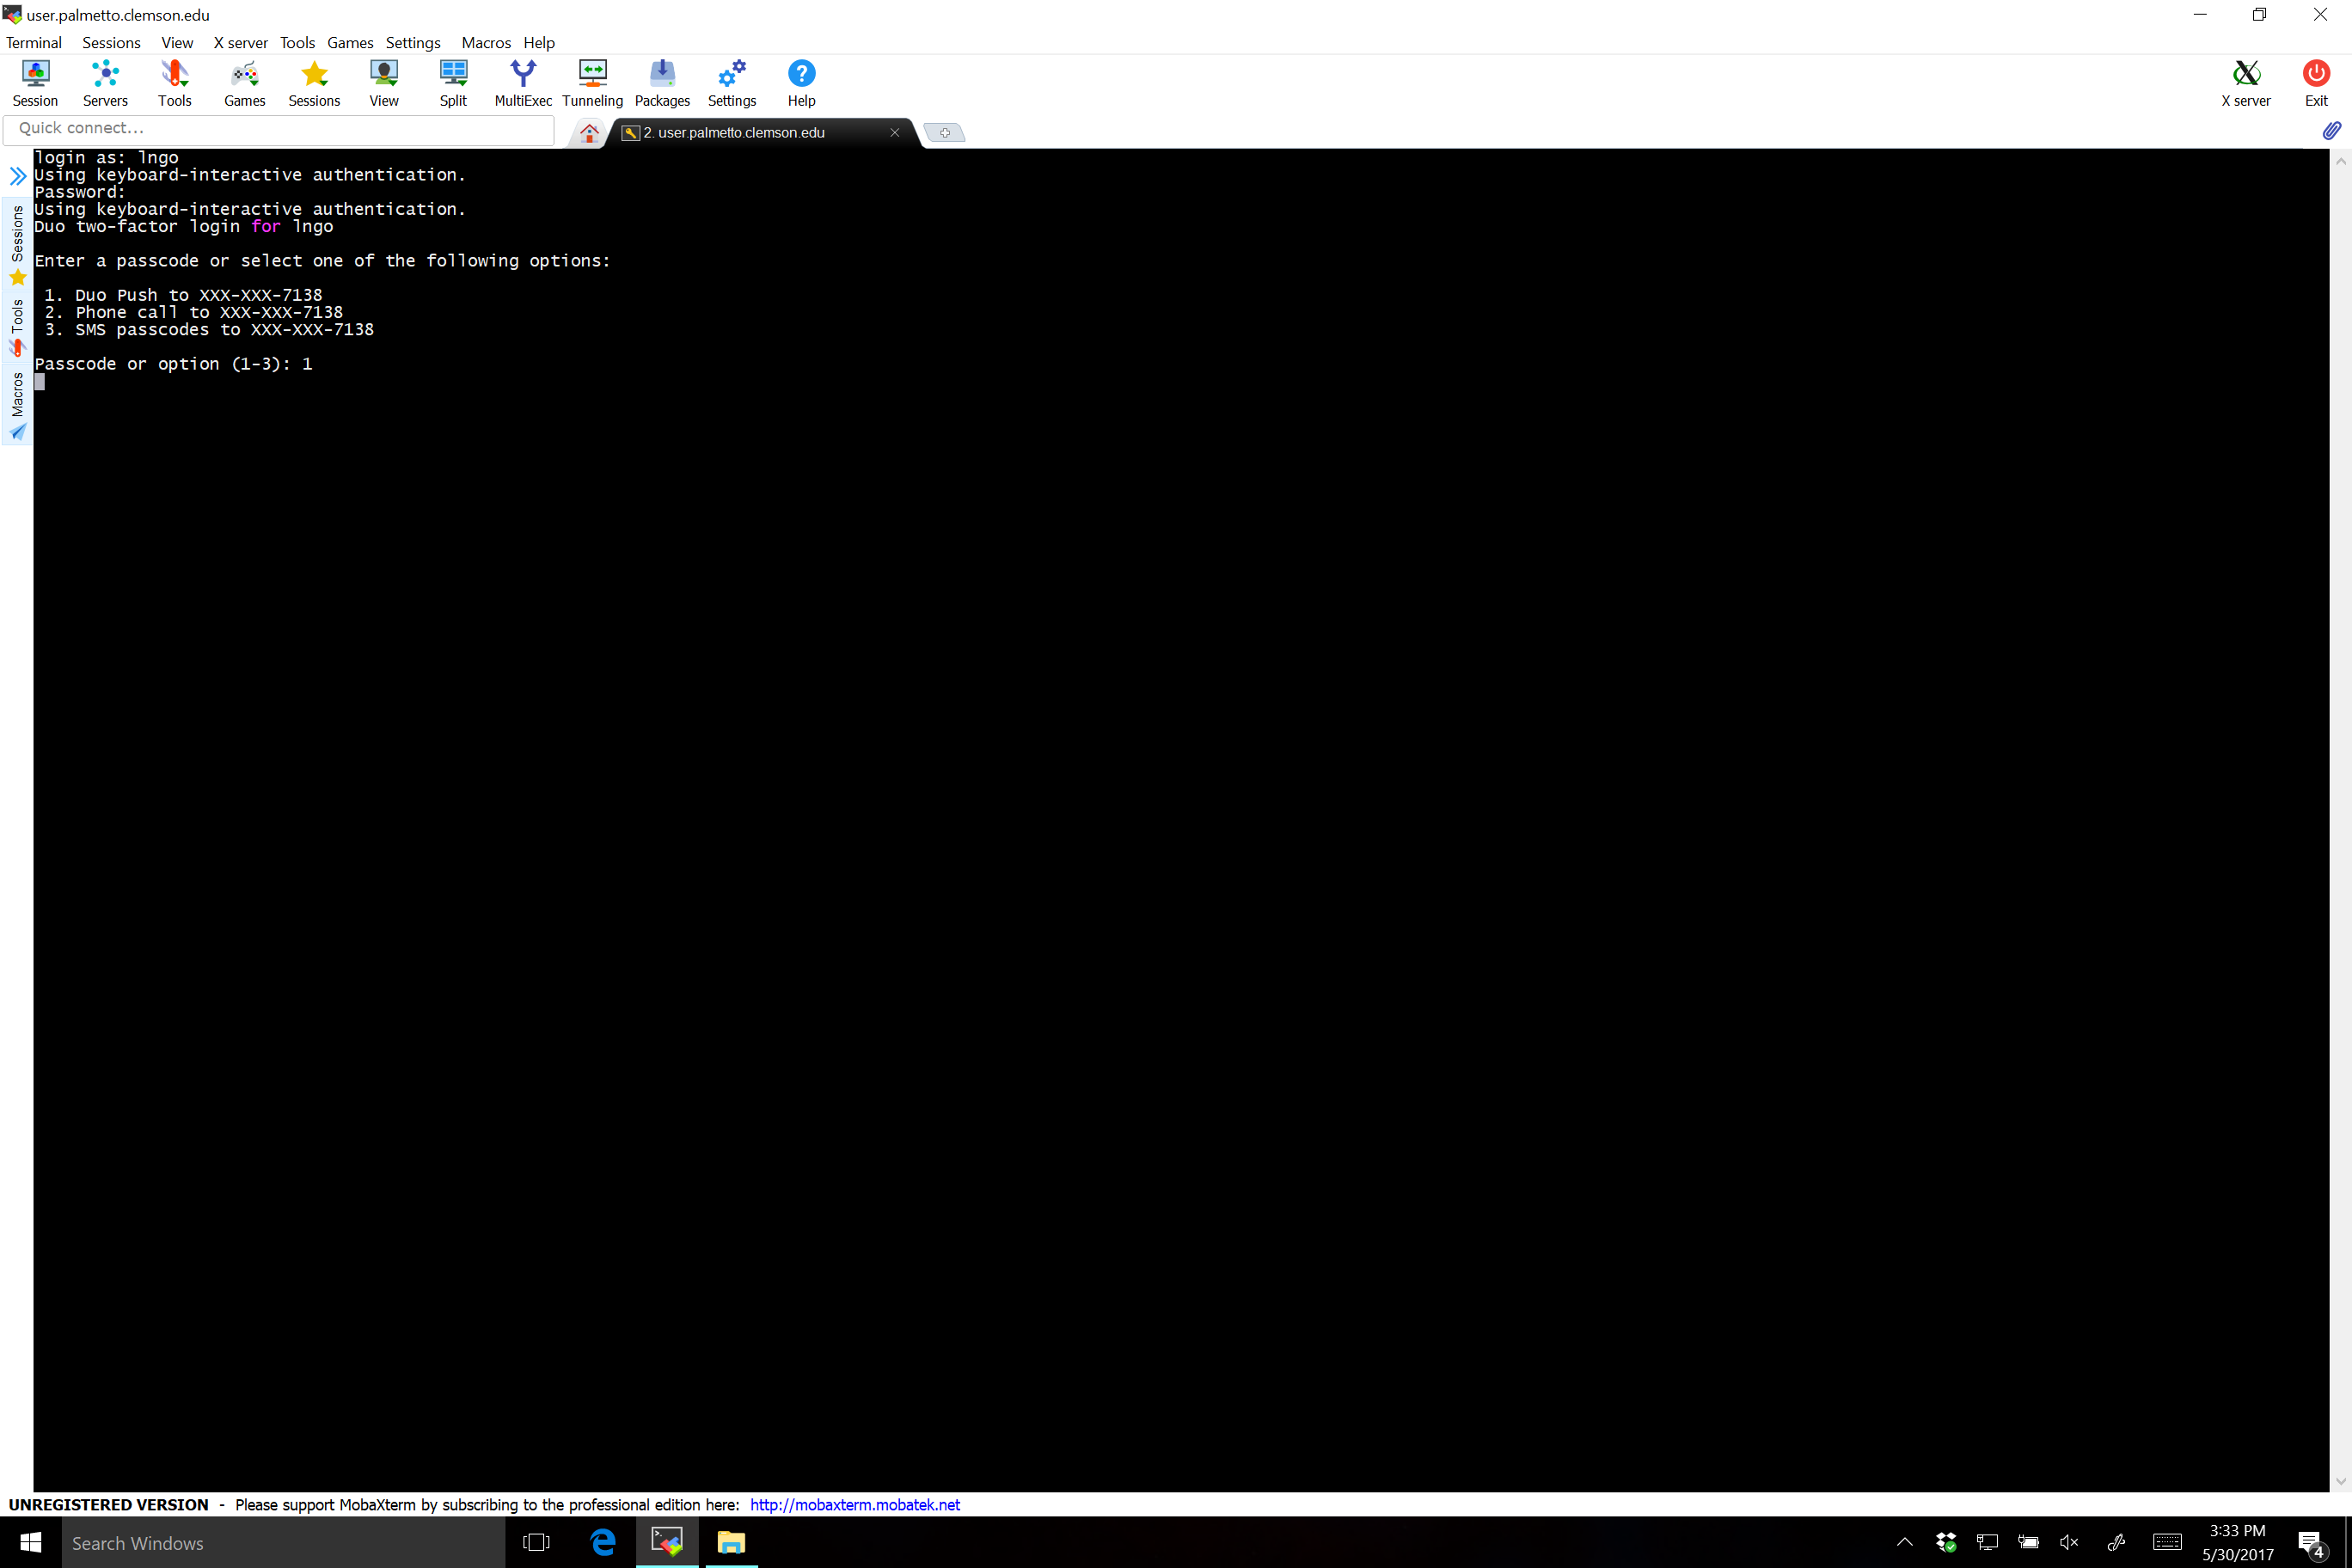 user.palmetto.clemson.edu
Terminal Sessions View X server Tools Games Settings Macros Help
Session Servers Tools Games Sessions View Split MultiExec Tunneling Packages Settings Help X server Exit
Quick connect...
2. user.palmetto.clemson.edu
Sessions
Tools
Macros
login as: lngo
Using keyboard-interactive authentication.
Password:
Using keyboard-interactive authentication.
Duo two-factor login for lngo
Enter a passcode or select one of the following options:
1. Duo Push to XXX-XXX-7138
2. Phone call to XXX-XXX-7138
3. SMS passcodes to XXX-XXX-7138
Passcode or option (1-3): 1
UNREGISTERED VERSION - Please support MobaXterm by subscribing to the professional edition here: http://mobaxterm.mobatek.net
Search Windows
3:33 PM
5/30/2017
4